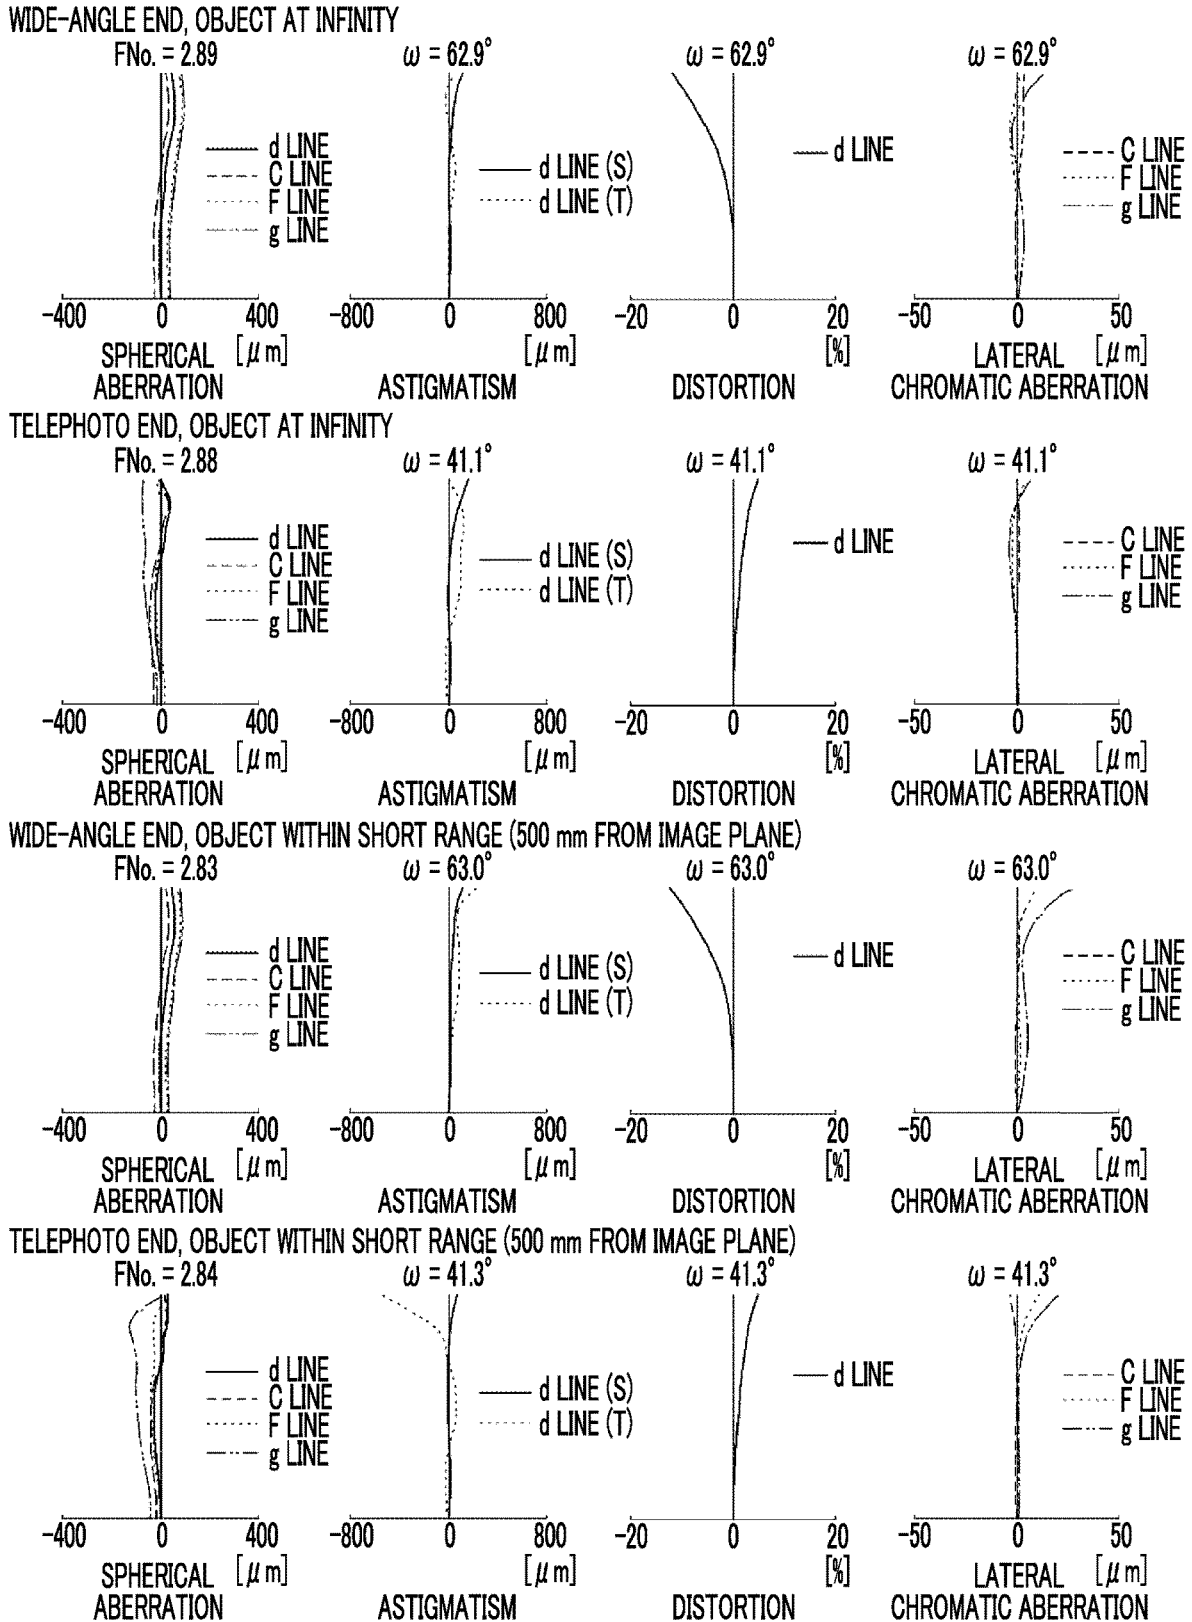 WIDE-ANGLE END, OBJECT AT INFINITY
FNo. = 2.89
ω = 62.9°
ω = 62.9°
ω = 62.9°
d LINE
C LINE
F LINE
g LINE
d LINE (S)
d LINE (T)
d LINE
C LINE
F LINE
g LINE
-400 0 400
-800 0 800
-20 0 20
-50 0 50
SPHERICAL ABERRATION [μm]
ASTIGMATISM [μm]
DISTORTION [%]
LATERAL CHROMATIC ABERRATION [μm]
TELEPHOTO END, OBJECT AT INFINITY
FNo. = 2.88
ω = 41.1°
ω = 41.1°
ω = 41.1°
d LINE
C LINE
F LINE
g LINE
d LINE (S)
d LINE (T)
d LINE
C LINE
F LINE
g LINE
-400 0 400
-800 0 800
-20 0 20
-50 0 50
SPHERICAL ABERRATION [μm]
ASTIGMATISM [μm]
DISTORTION [%]
LATERAL CHROMATIC ABERRATION [μm]
WIDE-ANGLE END, OBJECT WITHIN SHORT RANGE (500 mm FROM IMAGE PLANE)
FNo. = 2.83
ω = 63.0°
ω = 63.0°
ω = 63.0°
d LINE
C LINE
F LINE
g LINE
d LINE (S)
d LINE (T)
d LINE
C LINE
F LINE
g LINE
-400 0 400
-800 0 800
-20 0 20
-50 0 50
SPHERICAL ABERRATION [μm]
ASTIGMATISM [μm]
DISTORTION [%]
LATERAL CHROMATIC ABERRATION [μm]
TELEPHOTO END, OBJECT WITHIN SHORT RANGE (500 mm FROM IMAGE PLANE)
FNo. = 2.84
ω = 41.3°
ω = 41.3°
ω = 41.3°
d LINE
C LINE
F LINE
g LINE
d LINE (S)
d LINE (T)
d LINE
C LINE
F LINE
g LINE
-400 0 400
-800 0 800
-20 0 20
-50 0 50
SPHERICAL ABERRATION [μm]
ASTIGMATISM [μm]
DISTORTION [%]
LATERAL CHROMATIC ABERRATION [μm]